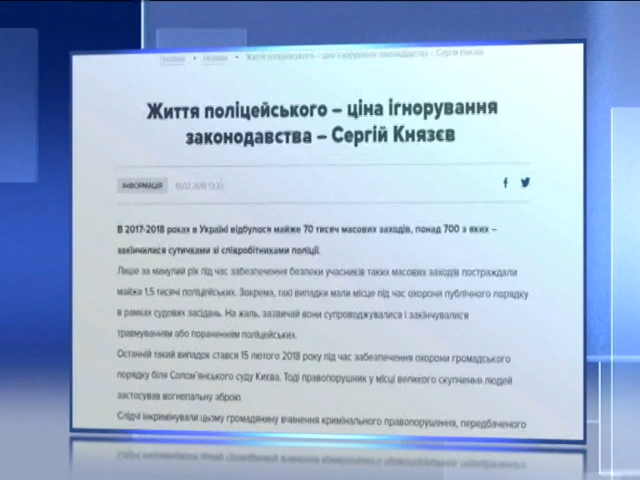 Життя поліцейського – ціна ігнорування
законодавства – Сергій Князєв
ІНФОРМАЦІЯ
В 2017-2018 роках в Україні відбулося майже 70 тисяч масових заходів, понад 700 з яких –
закінчилися сутичками зі співробітниками поліції.
Лише за минулий рік під час забезпечення безпеки учасників таких масових заходів постраждали
майже 1,5 тисячі поліцейських. Зокрема, такі випадки мали місце під час охорони публічного порядку
в рамках судових засідань. На жаль, зазвичай вони супроводжувалися і закінчувалися
травмуванням або пораненням поліцейських.
Останній такий випадок стався 15 лютого 2018 року під час забезпечення охорони громадського
порядку біля Солом'янського суду Києва. Тоді правопорушник у місці великого скупчення людей
застосував вогнепальну зброю.
Слідчі інкримінували цьому громадянину вчинення кримінального правопорушення, передбаченого